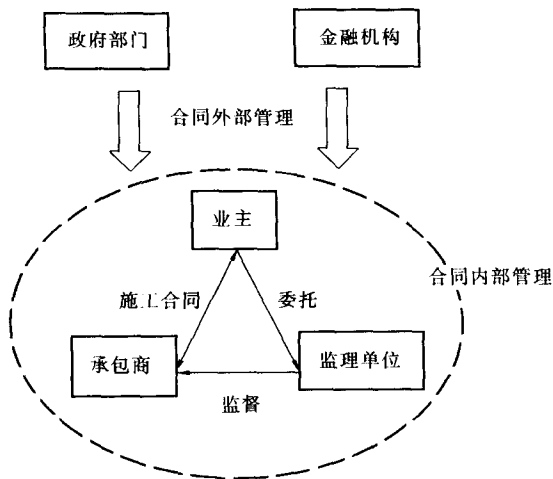 政府部门
金融机构
合同外部管理
业主
合同内部管理
施工合同
委托
承包商
监理单位
监督